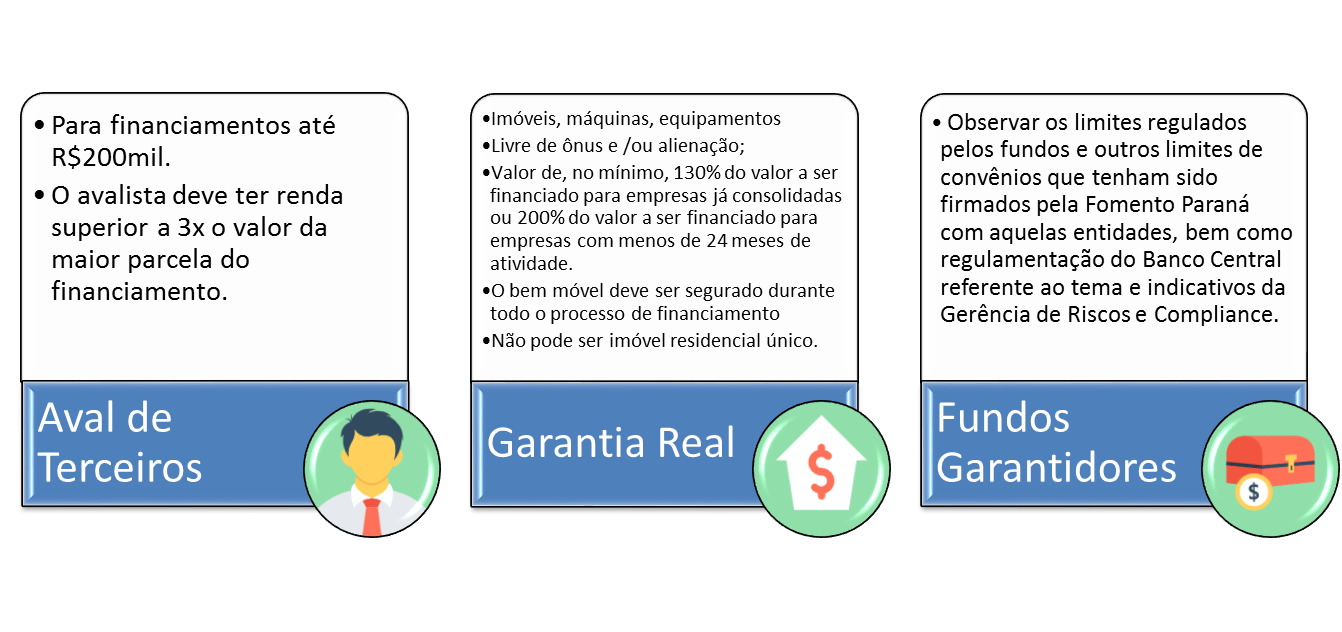 • Para financiamentos até
R$200mil.
• O avalista deve ter renda
superior a 3x o valor da
maior parcela do
financiamento.
Aval de
Terceiros
•Imóveis, máquinas, equipamentos
•Livre de ônus e /ou alienação;
•Valor de, no mínimo, 130% do valor a ser
financiado para empresas já consolidadas
ou 200% do valor a ser financiado para
empresas com menos de 24 meses de
atividade.
•O bem móvel deve ser segurado durante
todo o processo de financiamento
•Não pode ser imóvel residencial único.
Garantia Real
$
• Observar os limites regulados
pelos fundos e outros limites de
convênios que tenham sido
firmados pela Fomento Paraná
com aquelas entidades, bem como
regulamentação do Banco Central
referente ao tema e indicativos da
Gerência de Riscos e Compliance.
Fundos
Garantidores
$